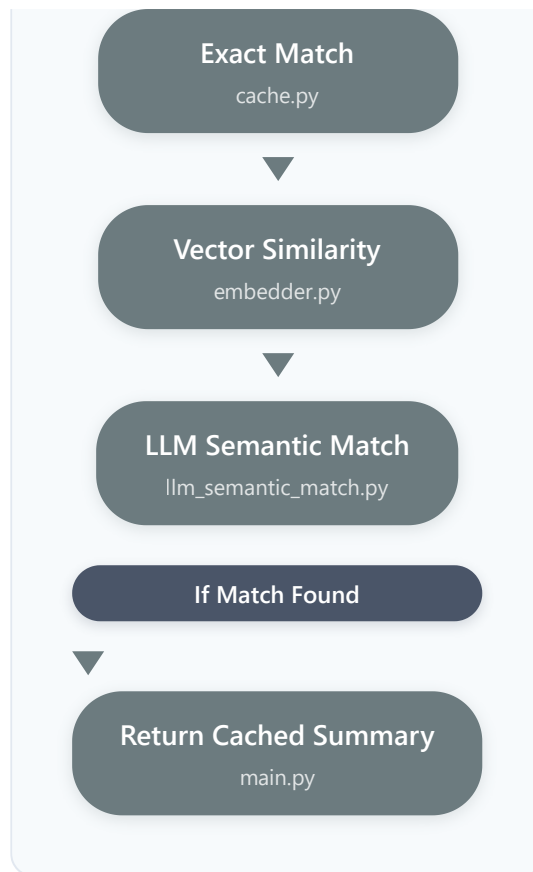 Exact Match
cache.py
Vector Similarity
embedder.py
LLM Semantic Match
llm_semantic_match.py
If Match Found
Return Cached Summary
main.py